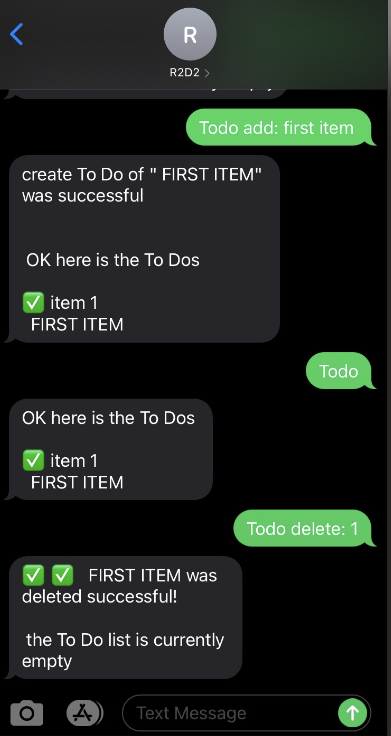 R
R2D2
Todo add: first item
create To Do of " FIRST ITEM"
was successful
OK here is the To Dos
✅ item 1
FIRST ITEM
Todo
OK here is the To Dos
✅ item 1
FIRST ITEM
Todo delete: 1
✅ ✅ FIRST ITEM was
deleted successful!
the To Do list is currently
empty
Text Message